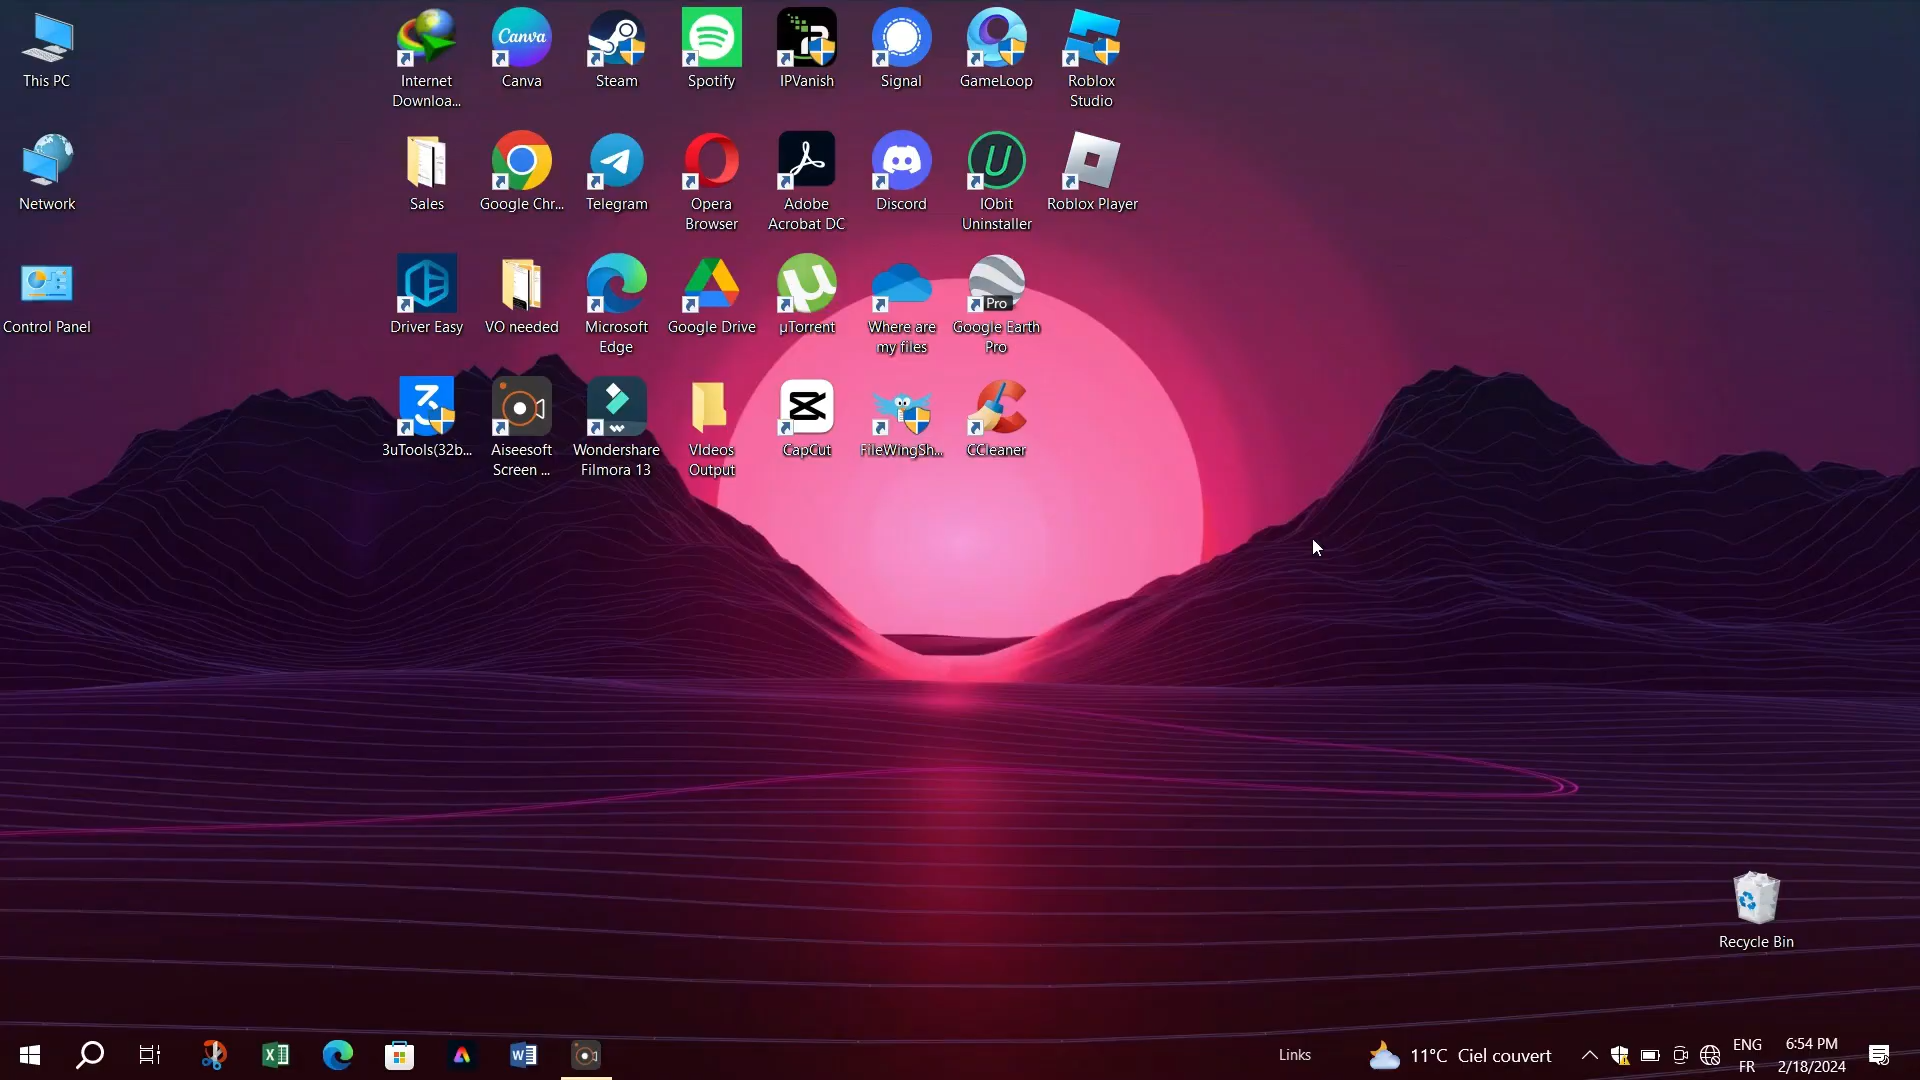 This PC
Internet
Downloa...
Canva
Canva
Steam
Spotify
IPVanish
Signal
GameLoop
Roblox
Studio
Network
Sales
Google Chr...
Telegram
Opera
Browser
Adobe
Acrobat DC
Discord
IObit
Uninstaller
Roblox Player
Control Panel
Driver Easy
VO needed
Microsoft
Edge
Google Drive
µTorrent
Where are
my files
Pro
Google Earth
Pro
3uTools(32b...
Aiseesoft
Screen ...
Wondershare
Filmora 13
VIdeos
Output
CapCut
FileWingSh...
CCleaner
Recycle Bin
Links
11°C Ciel couvert
ENG
FR
6:54 PM
2/18/2024